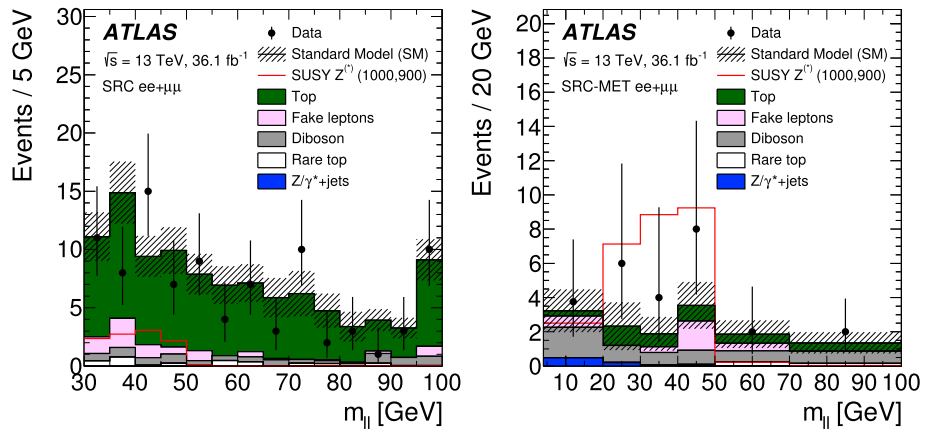 Events / 5 GeV
30
25
20
15
10
5
0
ATLAS
√s = 13 TeV, 36.1 fb⁻¹
SRC ee+μμ
Data
Standard Model (SM)
SUSY Z⁽*⁾ (1000,900)
Top
Fake leptons
Diboson
Rare top
Z/γ*+jets
30 40 50 60 70 80 90 100
m_ll [GeV]
Events / 20 GeV
20
18
16
14
12
10
8
6
4
2
0
ATLAS
√s = 13 TeV, 36.1 fb⁻¹
SRC-MET ee+μμ
Data
Standard Model (SM)
SUSY Z⁽*⁾ (1000,900)
Top
Fake leptons
Diboson
Rare top
Z/γ*+jets
10 20 30 40 50 60 70 80 90 100
m_ll [GeV]